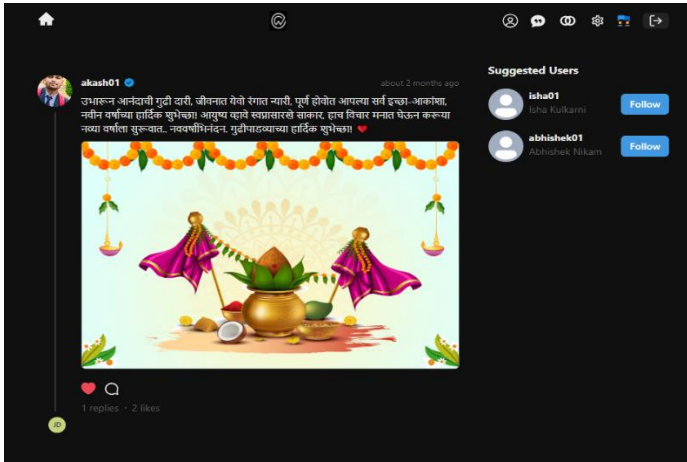 akash01
about 2 months ago
उभारून आनंदाची गुढी दारी, जीवनात येवो रंगात न्यारी, पूर्ण होवोत आपल्या सर्व इच्छा-आकांक्षा,
नवीन वर्षाच्या हार्दिक शुभेच्छा! आयुष्य व्हावे स्वप्नासारखे साकार, हाच विचार मनात घेऊन करूया
नव्या वर्षाला सुरूवात.. नववर्षाभिनंदन. गुढीपाडव्याच्या हार्दिक शुभेच्छा!
1 replies · 2 likes
JD
Suggested Users
isha01
Isha Kulkarni
Follow
abhishek01
Abhishek Nikam
Follow